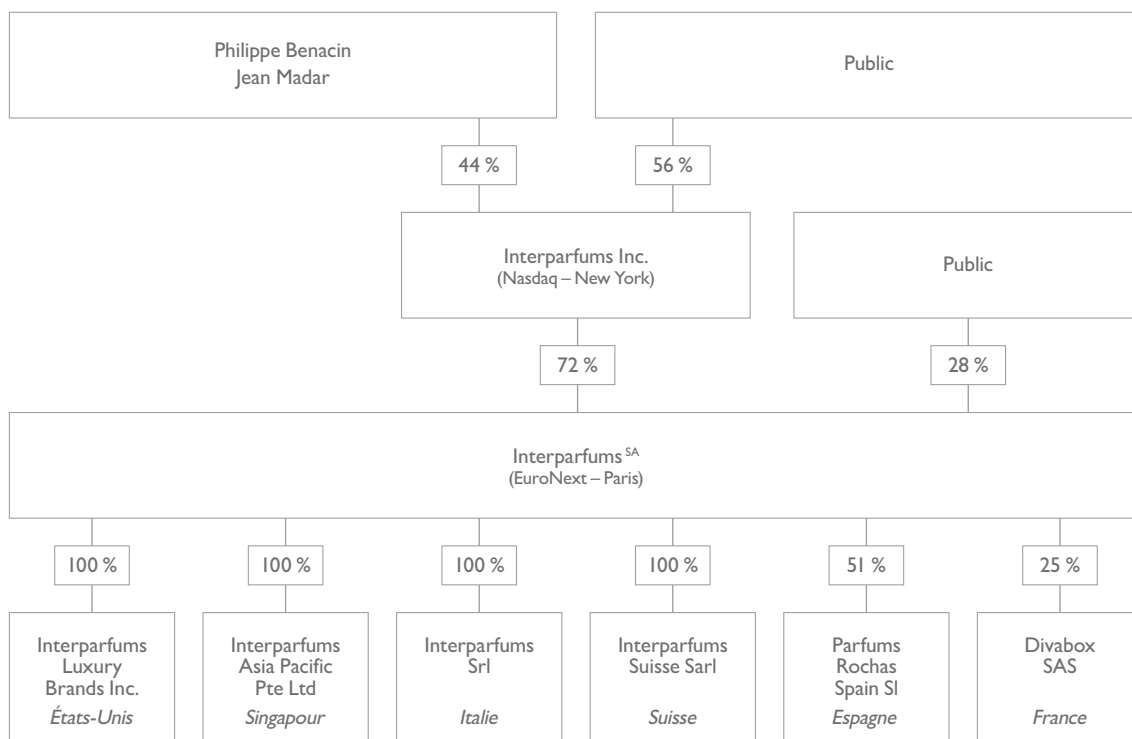 Philippe Benacin
Jean Madar
Public
44 %
56 %
Interparfums Inc.
(Nasdaq – New York)
Public
72 %
28 %
Interparfums SA
(EuroNext – Paris)
100 %
100 %
100 %
100 %
51 %
25 %
Interparfums
Luxury
Brands Inc.
États-Unis
Interparfums
Asia Pacific
Pte Ltd
Singapour
Interparfums
Srl
Italie
Interparfums
Suisse Sarl
Suisse
Parfums
Rochas
Spain Sl
Espagne
Divabox
SAS
France